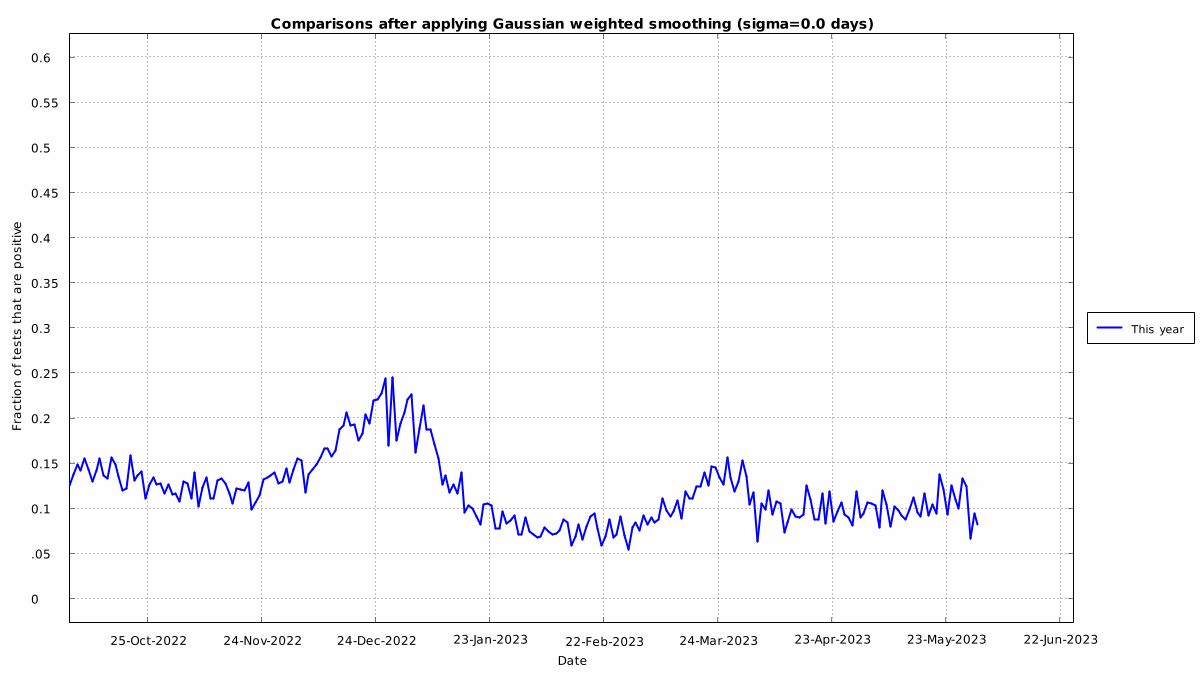 Comparisons after applying Gaussian weighted smoothing (sigma=0.0 days)
0.6
0.55
0.5
0.45
0.4
0.35
0.3
0.25
0.2
0.15
0.1
.05
0
Fraction of tests that are positive
This year
25-Oct-2022 24-Nov-2022 24-Dec-2022 23-Jan-2023 22-Feb-2023 24-Mar-2023 23-Apr-2023 23-May-2023 22-Jun-2023
Date